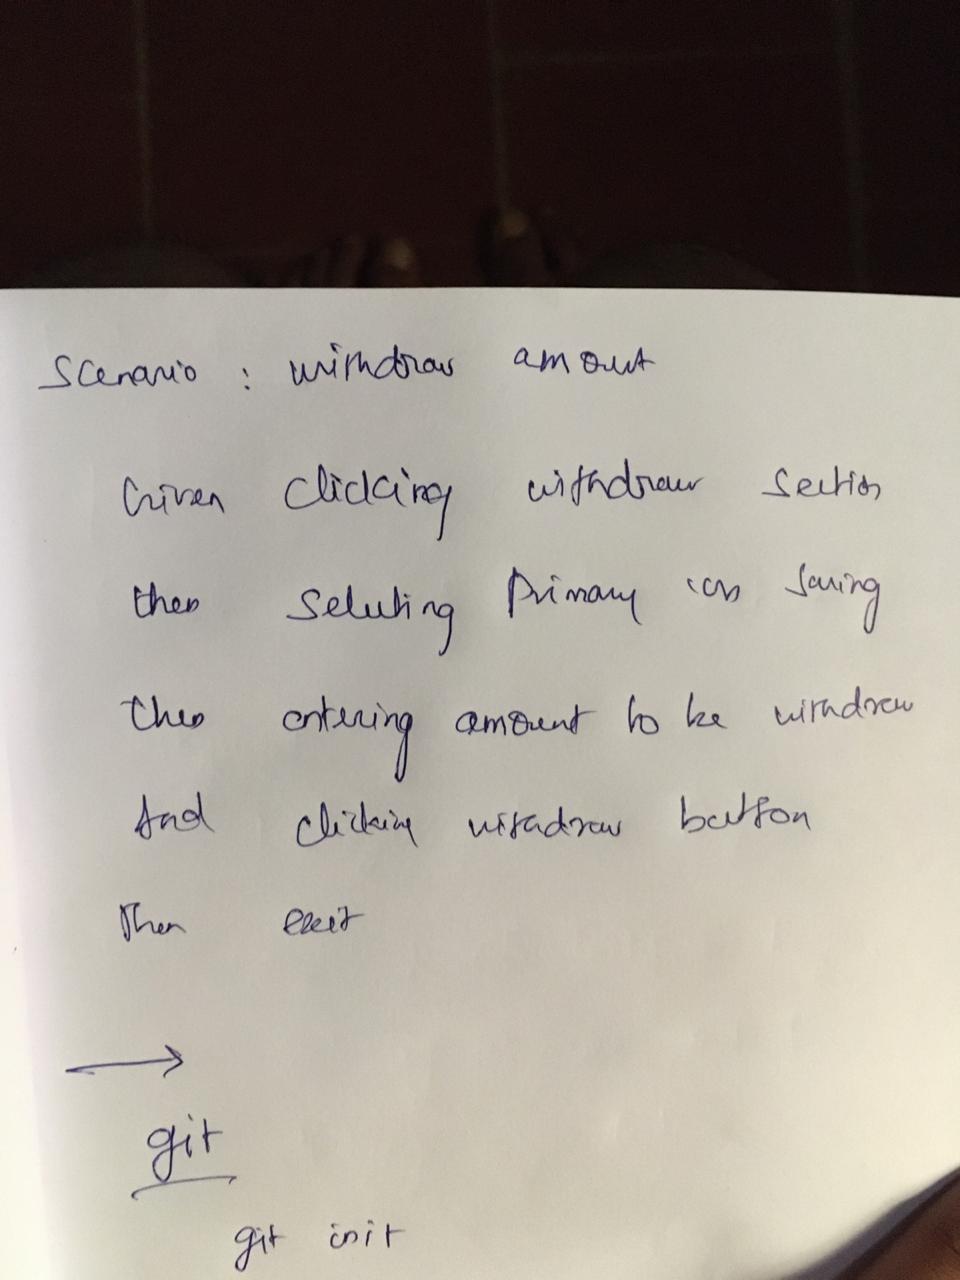 Scenario : withdraw amout
Given clicking withdraw section
then selecting Primary (or) saving
then entering amount to be withdrew
And clicking withdraw button
Then exit
→
git
git init